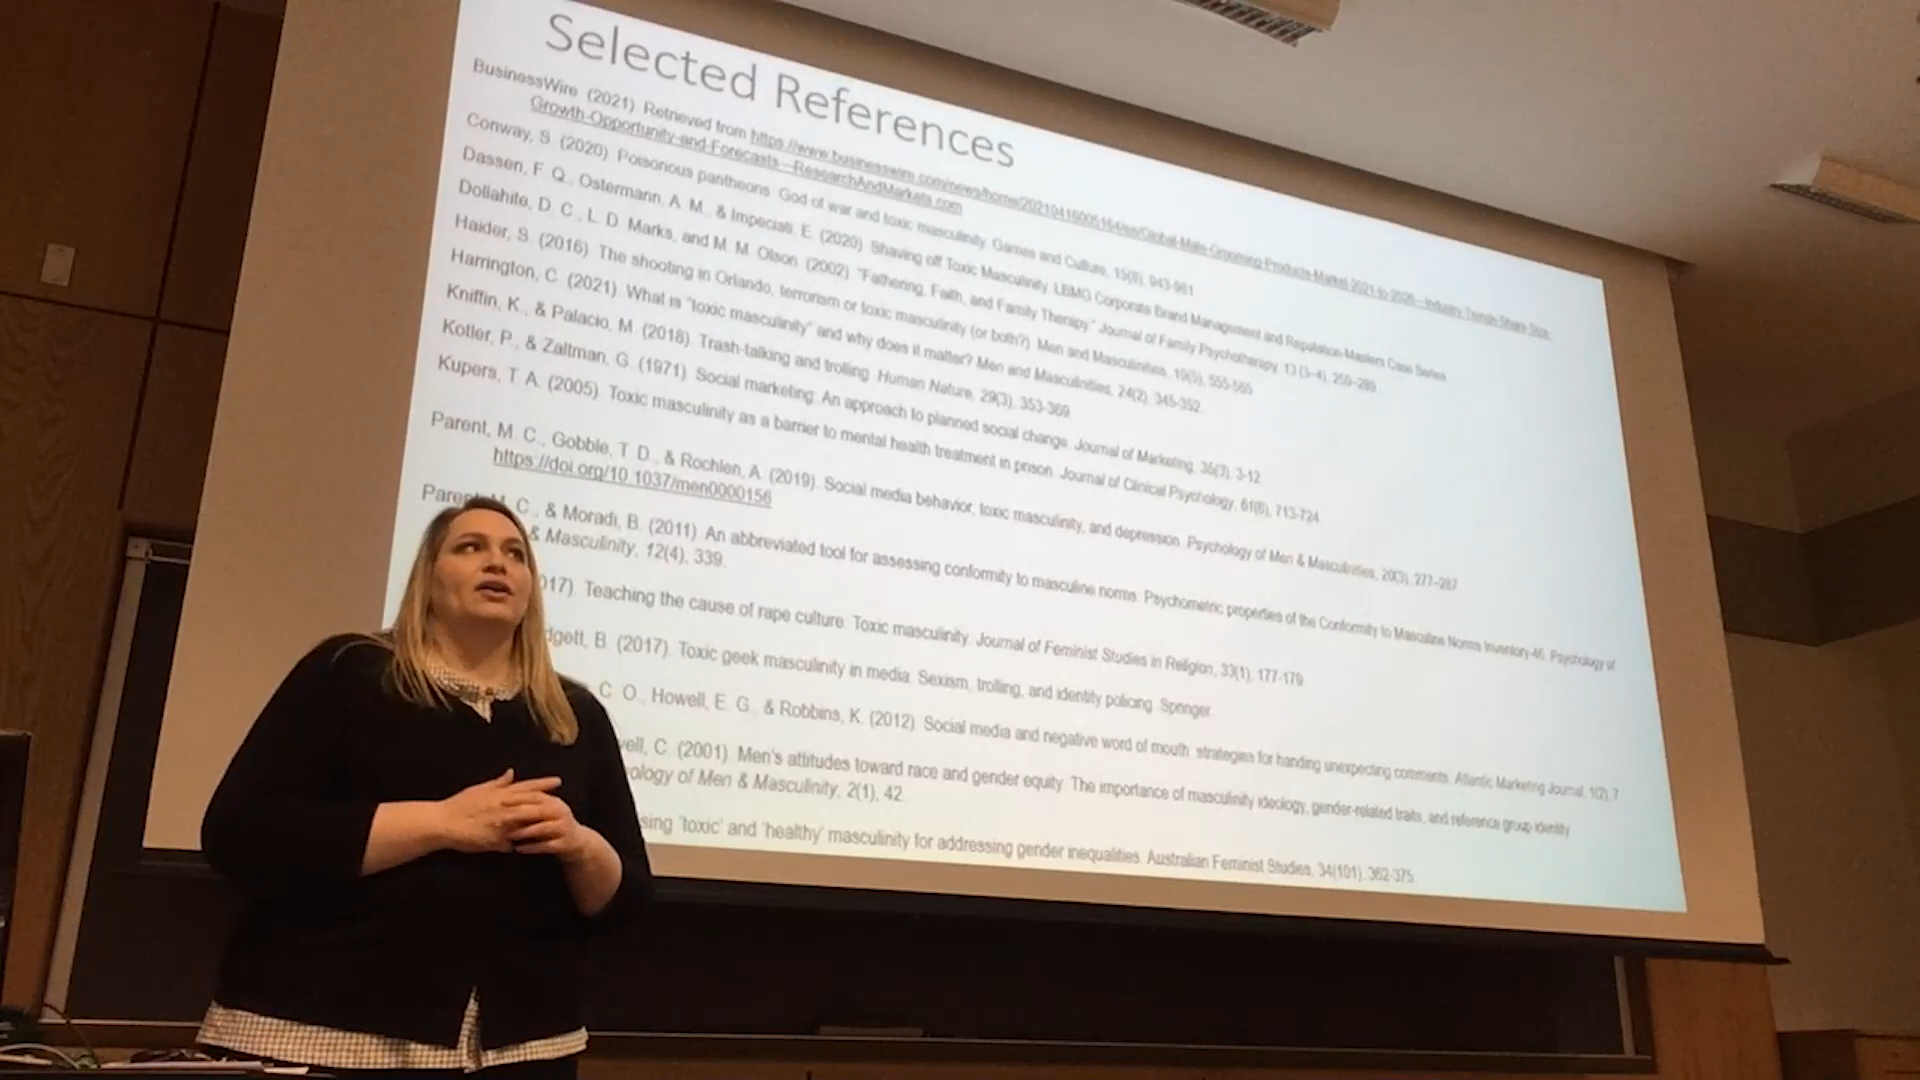 Selected References
BusinessWire (2021). Retrieved from https://www.businesswire.com/news/home/20210416005164/en/Global-Male-Grooming-Products-Market-2021-to-2026---Industry-Trends-Share-Size-
Growth-Opportunity-and-Forecasts---ResearchAndMarkets.com
Conway, S. (2020). Poisonous pantheons: God of war and toxic masculinity. Games and Culture, 15(8), 943-961
Dassen, F. Q., Ostermann, A. M., & Impeciati, E. (2020). Shaving off Toxic Masculinity. LBMG Corporate Brand Management and Reputation-Masters Case Series
Dollahite, D. C., L. D. Marks, and M. M. Olson. (2002). "Fathering, Faith, and Family Therapy." Journal of Family Psychotherapy. 13 (3-4), 259-289
Haider, S. (2016). The shooting in Orlando, terrorism or toxic masculinity (or both?). Men and Masculinities, 19(5), 555-565
Harrington, C. (2021). What is "toxic masculinity" and why does it matter? Men and Masculinities, 24(2), 345-352.
Kniffin, K., & Palacio, M. (2018). Trash-talking and trolling. Human Nature, 29(3), 353-369
Kotler, P., & Zaltman, G. (1971). Social marketing: An approach to planned social change. Journal of Marketing, 35(3), 3-12.
Kupers, T. A. (2005). Toxic masculinity as a barrier to mental health treatment in prison. Journal of Clinical Psychology, 61(6), 713-724
Parent, M. C., Gobble, T. D., & Rochlen, A. (2019). Social media behavior, toxic masculinity, and depression. Psychology of Men & Masculinities, 20(3), 277-287
https://doi.org/10.1037/men0000156
Parent, M. C., & Moradi, B. (2011). An abbreviated tool for assessing conformity to masculine norms: Psychometric properties of the Conformity to Masculine Norms Inventory-46. Psychology of
& Masculinity, 12(4), 339.
017). Teaching the cause of rape culture: Toxic masculinity. Journal of Feminist Studies in Religion, 33(1), 177-179
dgett, B. (2017). Toxic geek masculinity in media: Sexism, trolling, and identity policing. Springer
C. O., Howell, E. G., & Robbins, K. (2012). Social media and negative word of mouth: strategies for handing unexpecting comments. Atlantic Marketing Journal, 1(2), 7
vell, C. (2001). Men's attitudes toward race and gender equity: The importance of masculinity ideology, gender-related traits, and reference group identity
ology of Men & Masculinity, 2(1), 42
sing 'toxic' and 'healthy' masculinity for addressing gender inequalities. Australian Feminist Studies, 34(101), 362-375